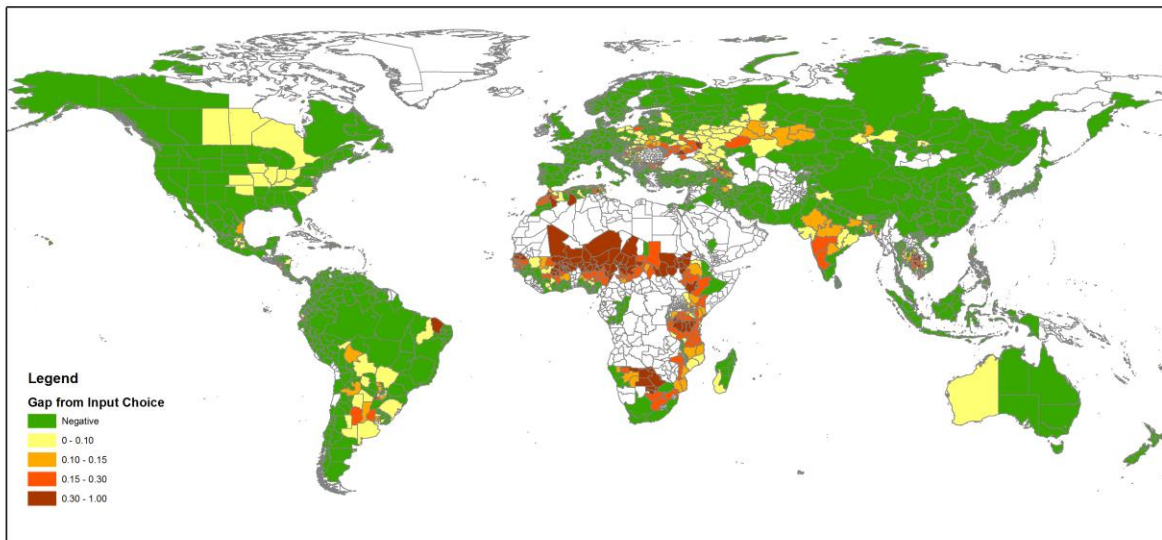 Legend
Gap from Input Choice
Negative
0 - 0.10
0.10 - 0.15
0.15 - 0.30
0.30 - 1.00